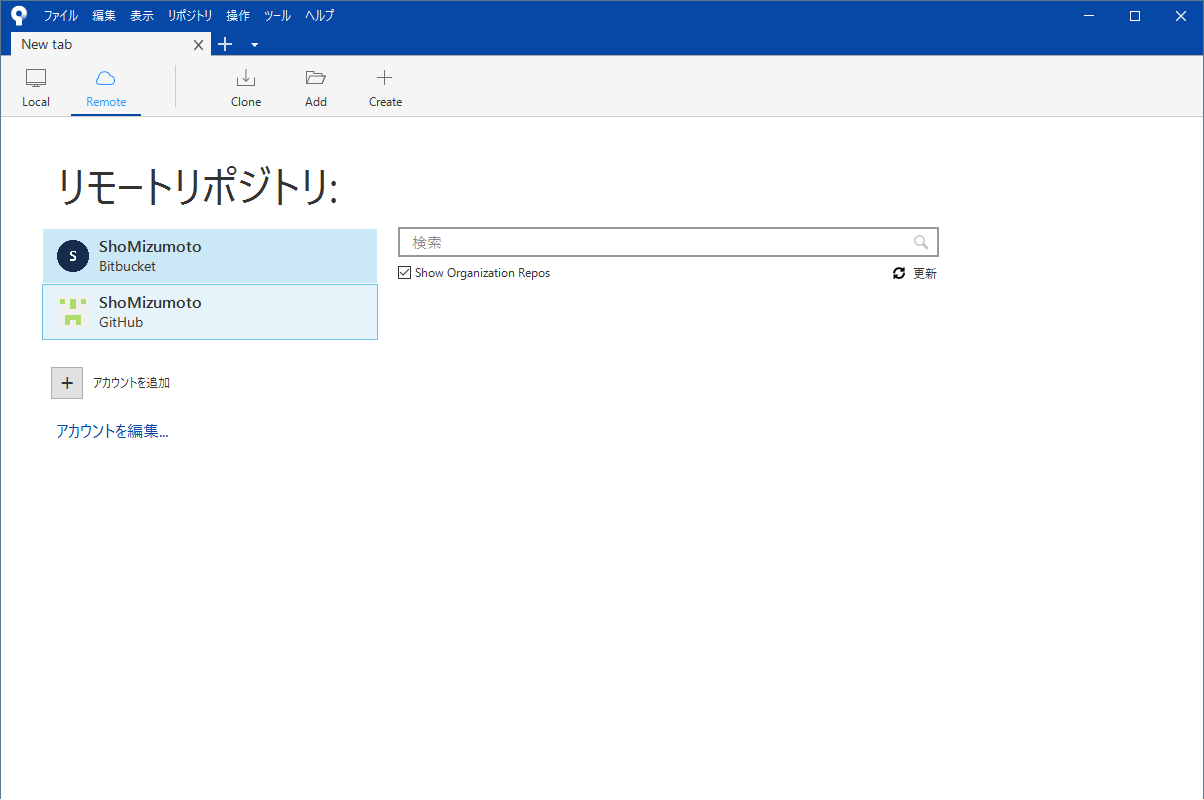 ファイル 編集 表示 リポジトリ 操作 ツール ヘルプ
New tab
Local Remote Clone Add Create
リモートリポジトリ:
S
ShoMizumoto
Bitbucket
ShoMizumoto
GitHub
アカウントを追加
アカウントを編集...
検索
Show Organization Repos 更新